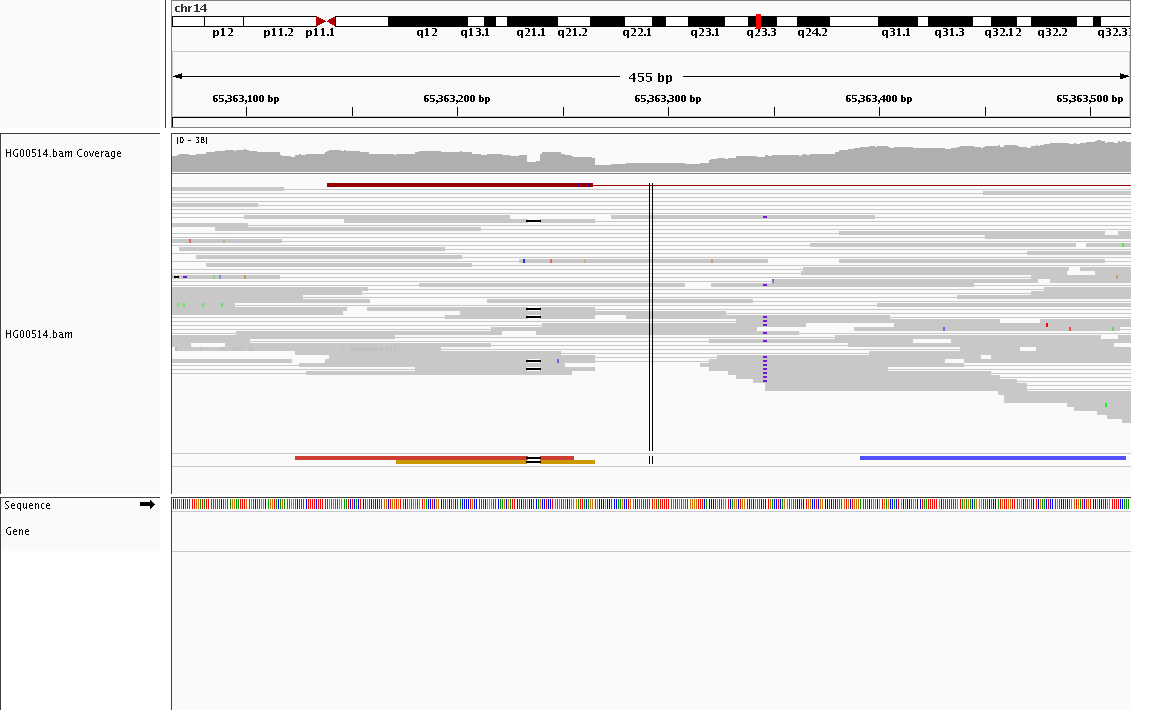 chr14
p12 p11.2 p11.1 q12 q13.1 q21.1 q21.2 q22.1 q23.1 q23.3 q24.2 q31.1 q31.3 q32.12 q32.2 q32.31
455 bp
65,363,100 bp 65,363,200 bp 65,363,300 bp 65,363,400 bp 65,363,500 bp
[0 - 38]
HG00514.bam Coverage
HG00514.bam
Sequence
Gene